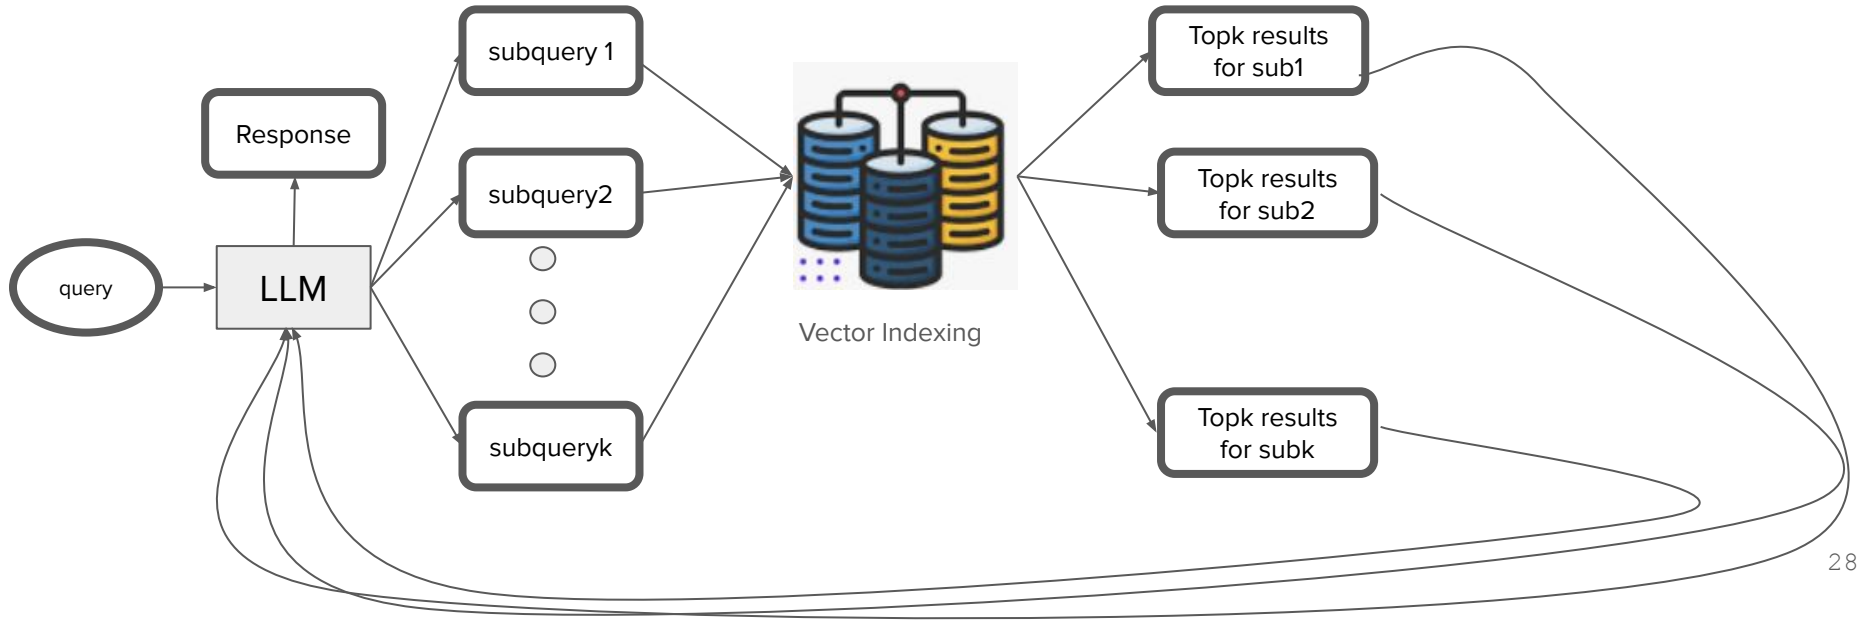 subquery 1
Topk results
for sub1
Response
subquery2
Topk results
for sub2
query
LLM
Vector Indexing
subqueryk
Topk results
for subk
28